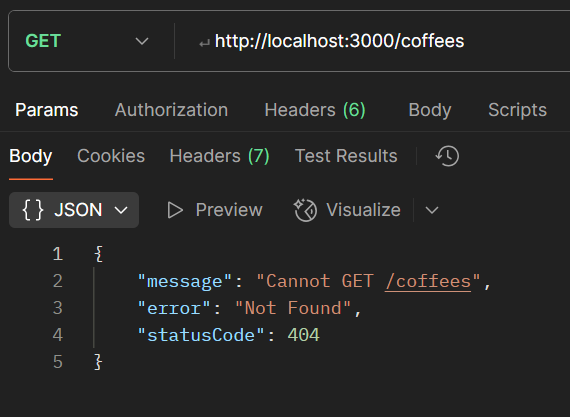 GET http://localhost:3000/coffees
Params Authorization Headers (6) Body Scripts
Body Cookies Headers (7) Test Results
{ } JSON Preview Visualize
1 {
2 "message": "Cannot GET /coffees",
3 "error": "Not Found",
4 "statusCode": 404
5 }